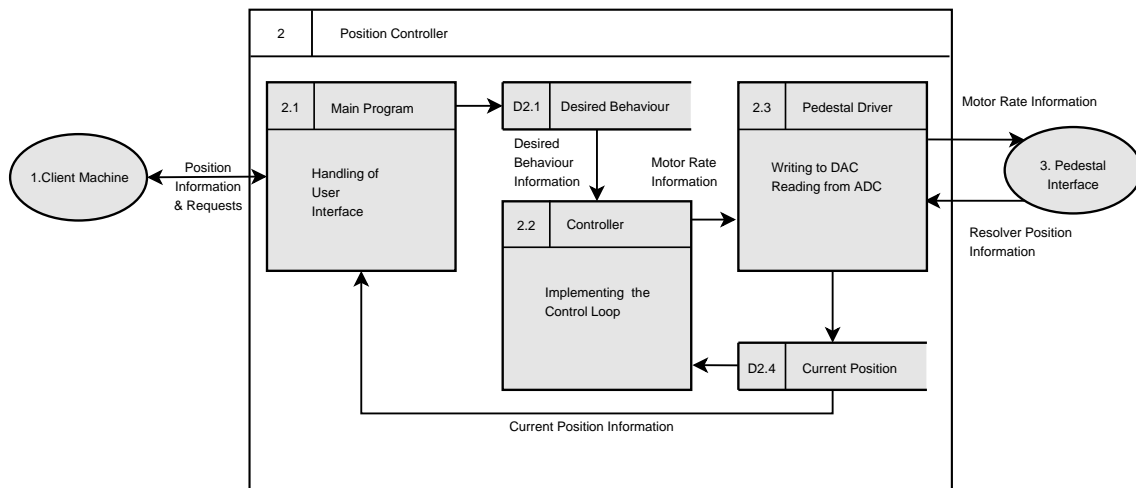 2
Position Controller
2.1
Main Program
Handling of
User
Interface
D2.1
Desired Behaviour
Desired
Behaviour
Information
2.2
Controller
Implementing the
Control Loop
Motor Rate
Information
2.3
Pedestal Driver
Writing to DAC
Reading from ADC
D2.4
Current Position
Current Position Information
1.Client Machine
Position
Information
& Requests
Motor Rate Information
3. Pedestal
Interface
Resolver Position
Information